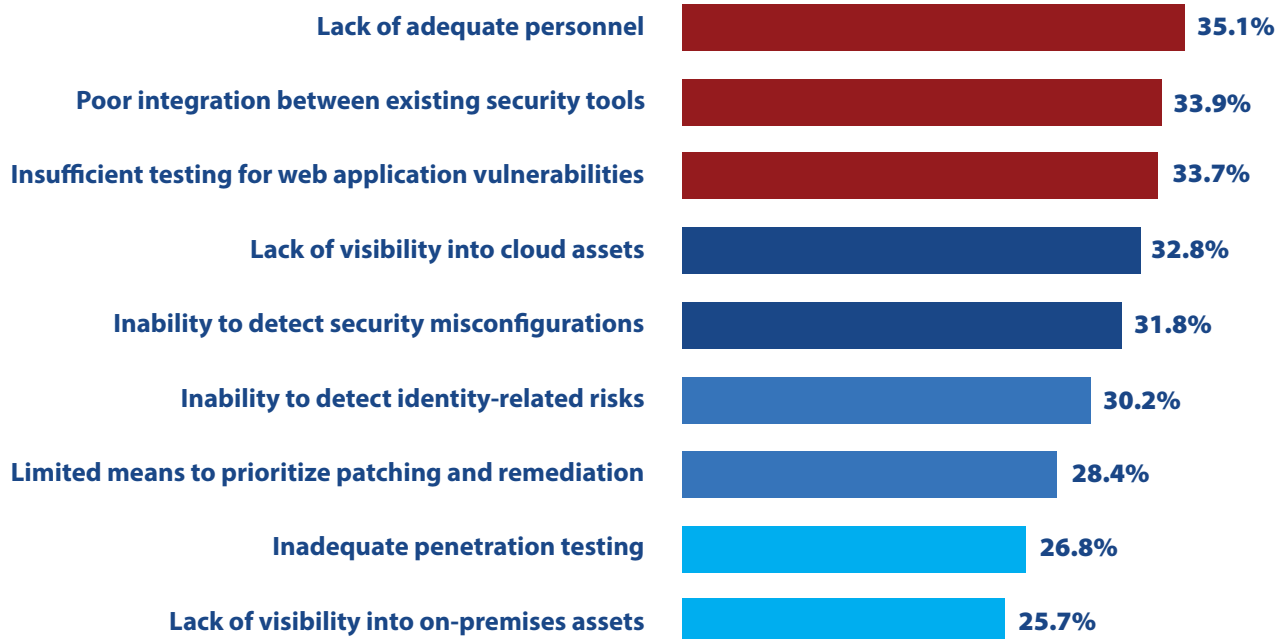 Lack of adequate personnel 35.1%
Poor integration between existing security tools 33.9%
Insufficient testing for web application vulnerabilities 33.7%
Lack of visibility into cloud assets 32.8%
Inability to detect security misconfigurations 31.8%
Inability to detect identity-related risks 30.2%
Limited means to prioritize patching and remediation 28.4%
Inadequate penetration testing 26.8%
Lack of visibility into on-premises assets 25.7%